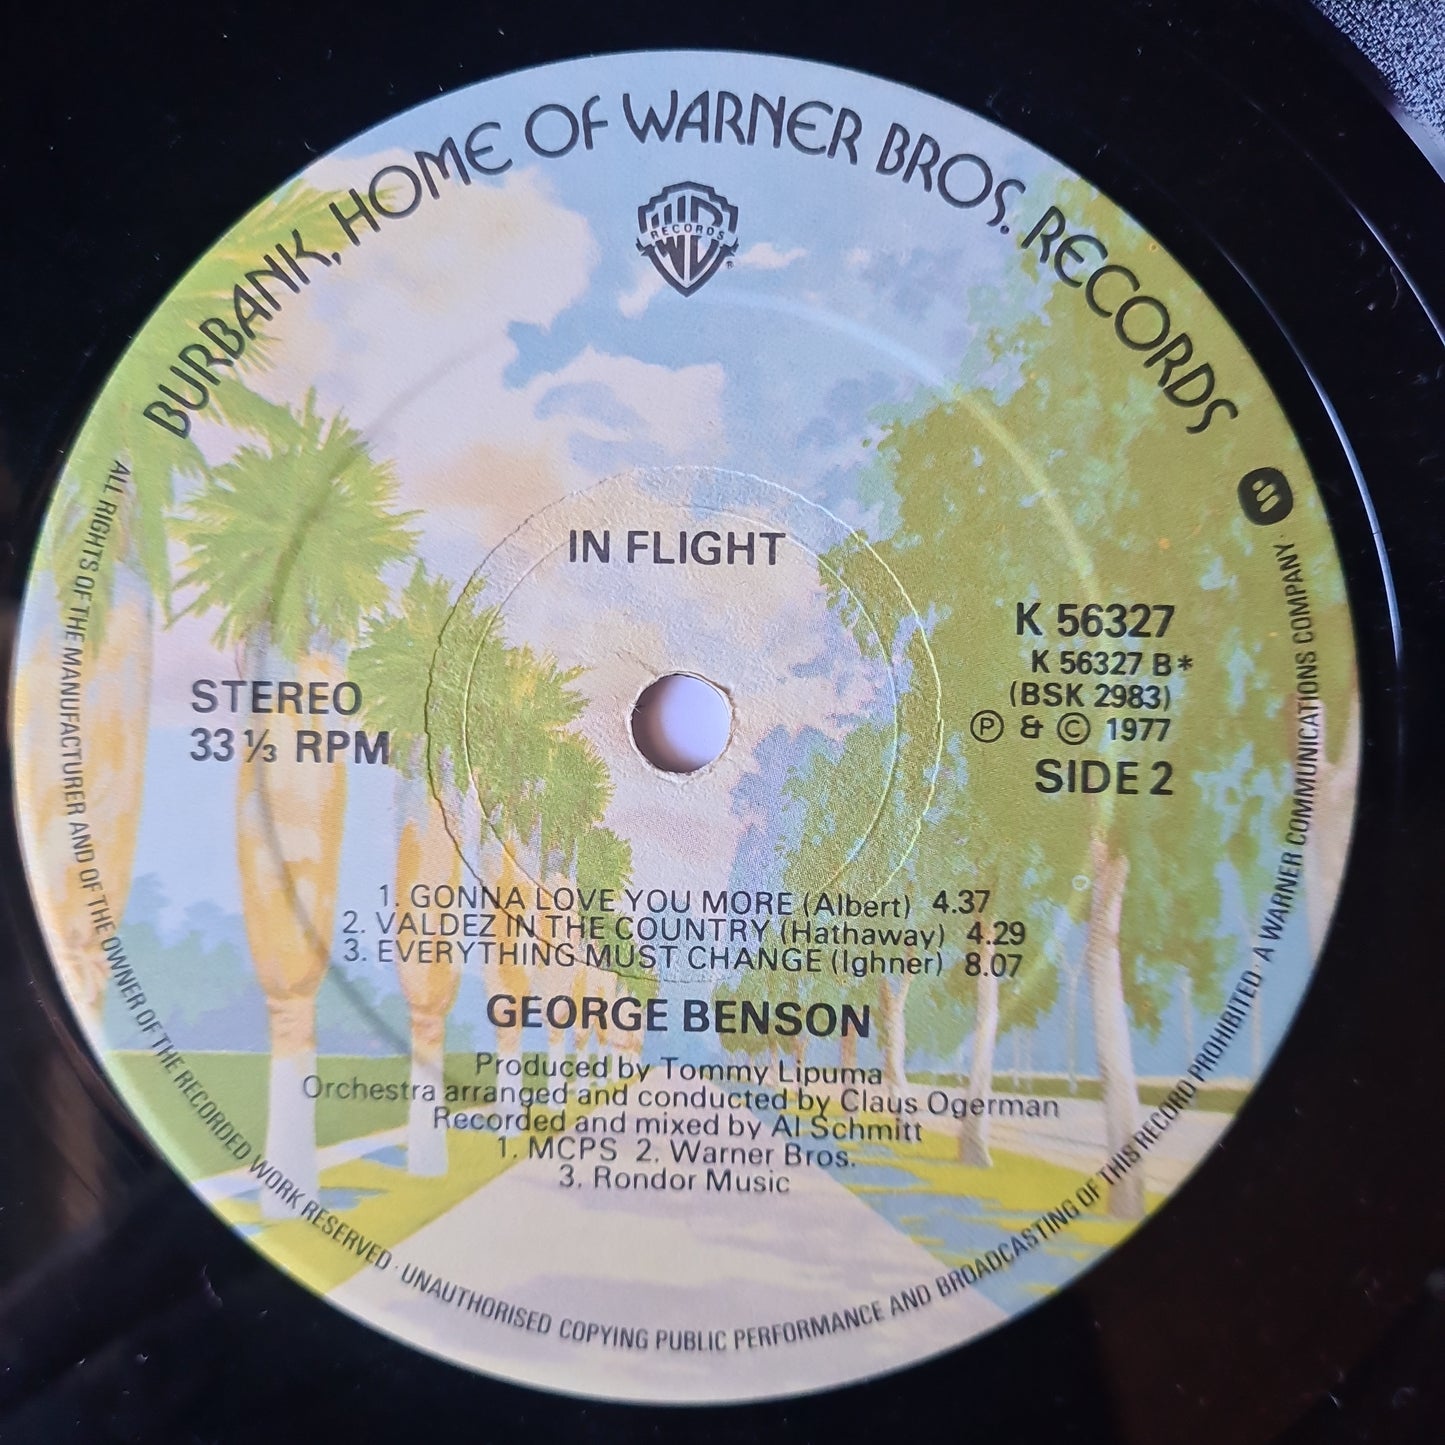 BURBANK, HOME OF WARNER BROS. RECORDS
W
RECORDS
®
IN FLIGHT
STEREO
33 ⅓ RPM
K 56327
K 56327 B*
(BSK 2983)
Ⓟ & © 1977
SIDE 2
1. GONNA LOVE YOU MORE (Albert) 4.37
2. VALDEZ IN THE COUNTRY (Hathaway) 4.29
3. EVERYTHING MUST CHANGE (Ighner) 8.07
GEORGE BENSON
Produced by Tommy Lipuma
Orchestra arranged and conducted by Claus Ogerman
Recorded and mixed by Al Schmitt
1. MCPS 2. Warner Bros.
3. Rondor Music
ALL RIGHTS OF THE MANUFACTURER AND OF THE OWNER OF THE RECORDED WORK RESERVED · UNAUTHORISED COPYING PUBLIC PERFORMANCE AND BROADCASTING OF THIS RECORD PROHIBITED · A WARNER COMMUNICATIONS COMPANY ·